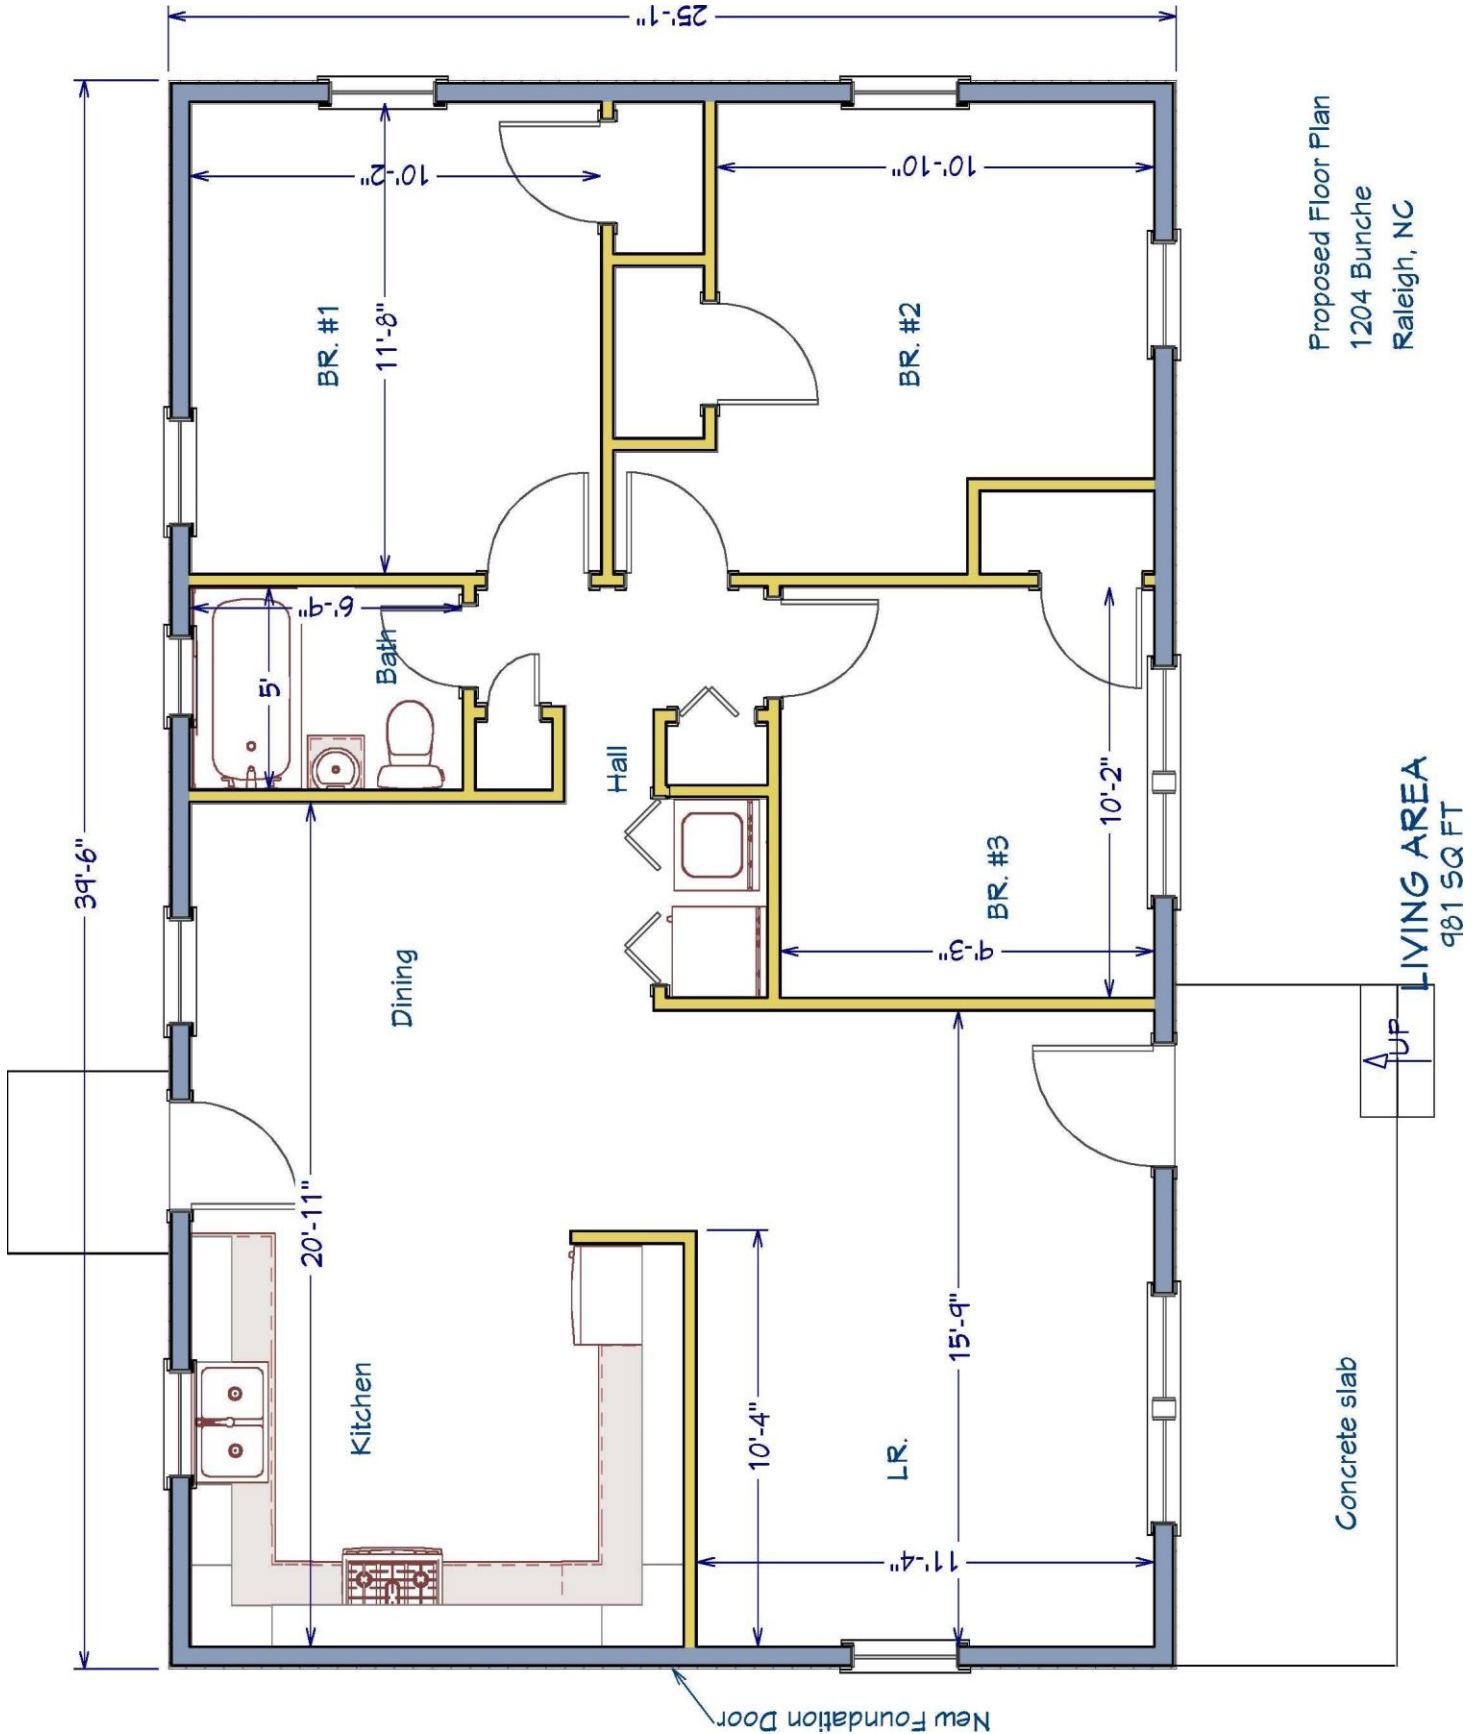 39'-6"
25'-1"
BR. #1
11'-8"
10'-2"
BR. #2
10'-10"
Bath
5'
6'-9"
Hall
BR. #3
10'-2"
9'-3"
Dining
Kitchen
20'-11"
LR.
10'-4"
15'-9"
11'-4"
UP
Concrete slab
New Foundation Door
LIVING AREA
981 SQ FT
Proposed Floor Plan
1204 Bunche
Raleigh, NC